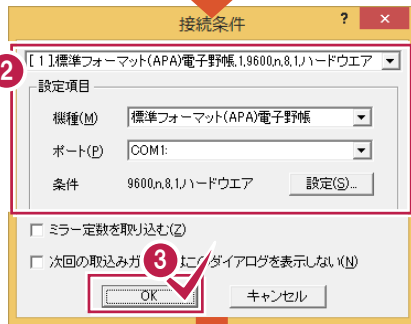 接続条件
?
×
2
[ 1 ]標準フォーマット(APA)電子野帳,1,9600,n,8,1,ハードウエア
設定項目
機種(M)
標準フォーマット(APA)電子野帳
ポート(P)
COM1:
条件
9600,n,8,1,ハードウエア
設定(S)...
ミラー定数を取り込む(Z)
次回の取込みガ
はこのダイアログを表示しない(N)
3
OK
キャンセル